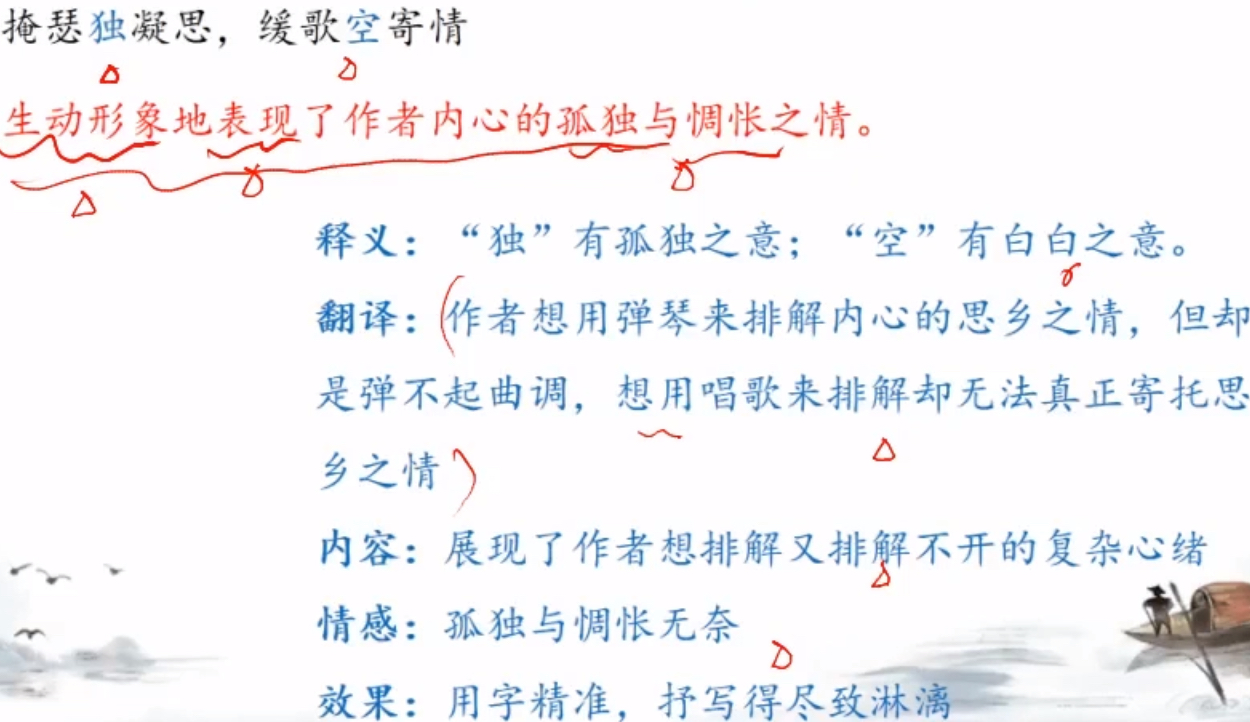 掩瑟独凝思，缓歌空寄情
生动形象地表现了作者内心的孤独与惆怅之情。
释义：“独”有孤独之意；“空”有白白之意。
翻译：作者想用弹琴来排解内心的思乡之情，但却
是弹不起曲调，想用唱歌来排解却无法真正寄托思
乡之情
内容：展现了作者想排解又排解不开的复杂心绪
情感：孤独与惆怅无奈
效果：用字精准，抒写得尽致淋漓